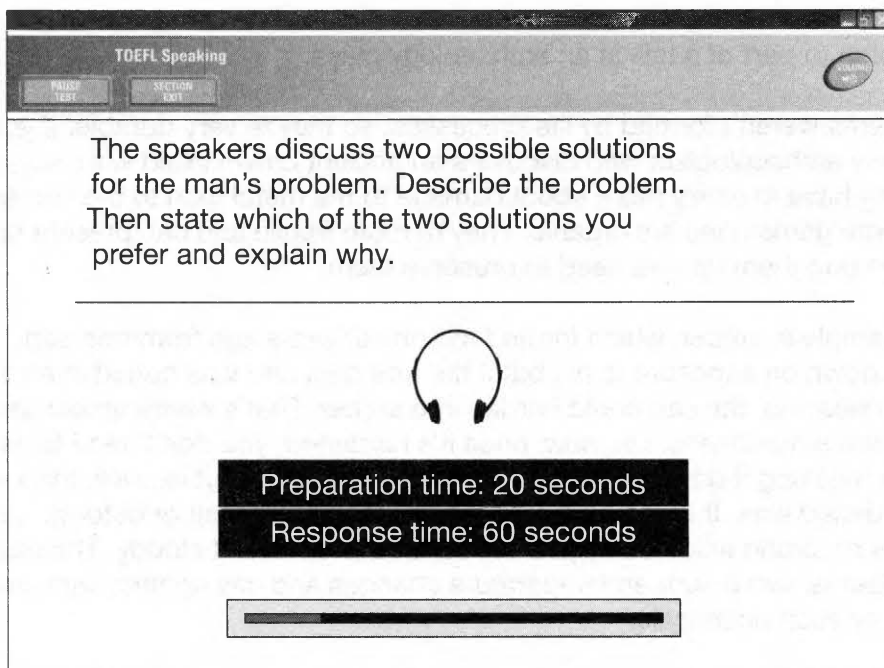 TOEFL Speaking
PAUSE
TEST
SECTION
EXIT
VOLUME
The speakers discuss two possible solutions
for the man's problem. Describe the problem.
Then state which of the two solutions you
prefer and explain why.
Preparation time: 20 seconds
Response time: 60 seconds